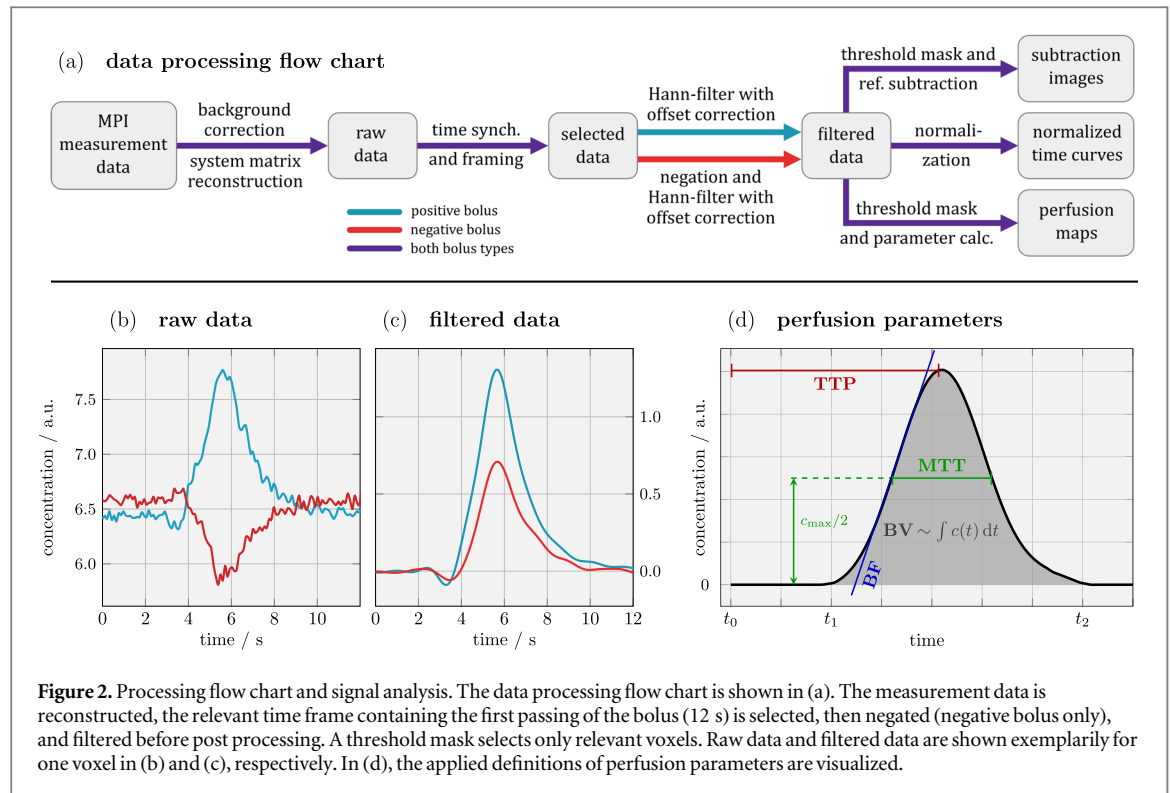 (a) data processing flow chart
MPI
measurement
data
background
correction
system matrix
reconstruction
raw
data
time synch.
and framing
selected
data
Hann-filter with
offset correction
negation and
Hann-filter with
offset correction
filtered
data
threshold mask and
ref. subtraction
subtraction
images
normali-
zation
normalized
time curves
threshold mask
and parameter calc.
perfusion
maps
positive bolus
negative bolus
both bolus types
(b) raw data
concentration / a.u.
7.5
7.0
6.5
6.0
0 2 4 6 8 10
time / s
(c) filtered data
1.0
0.5
0.0
0 2 4 6 8 10 12
time / s
(d) perfusion parameters
concentration / a.u.
TTP
MTT
c_max/2
BV ~ ∫ c(t) dt
BF
0
t_0 t_1 t_2
time
Figure 2. Processing flow chart and signal analysis. The data processing flow chart is shown in (a). The measurement data is
reconstructed, the relevant time frame containing the first passing of the bolus (12 s) is selected, then negated (negative bolus only),
and filtered before post processing. A threshold mask selects only relevant voxels. Raw data and filtered data are shown exemplarily for
one voxel in (b) and (c), respectively. In (d), the applied definitions of perfusion parameters are visualized.